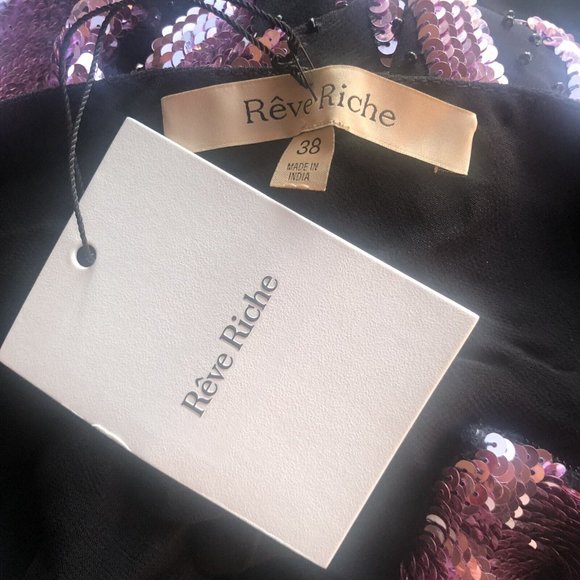 Rêve Riche
38
MADE IN
INDIA
Rêve Riche